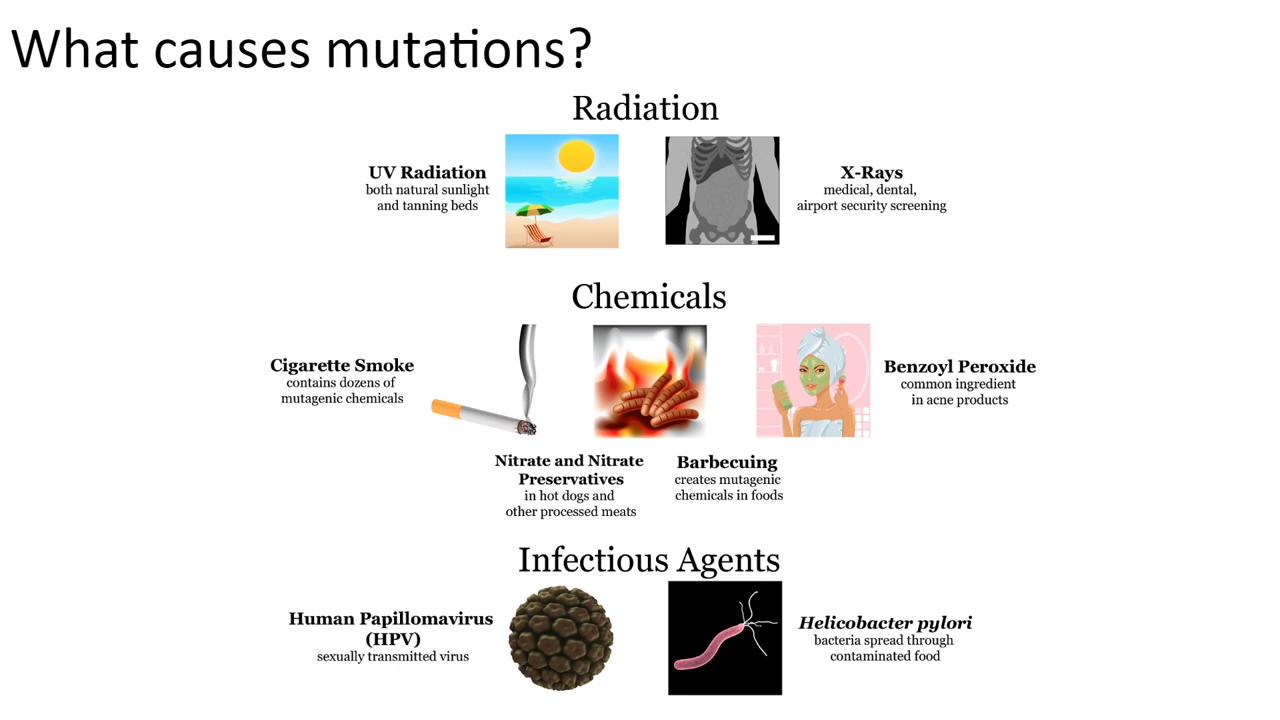 What causes mutations?
Radiation
UV Radiation
both natural sunlight
and tanning beds
X-Rays
medical, dental,
airport security screening
Chemicals
Cigarette Smoke
contains dozens of
mutagenic chemicals
Benzoyl Peroxide
common ingredient
in acne products
Nitrate and Nitrate
Preservatives
in hot dogs and
other processed meats
Barbecuing
creates mutagenic
chemicals in foods
Infectious Agents
Human Papillomavirus
(HPV)
sexually transmitted virus
Helicobacter pylori
bacteria spread through
contaminated food